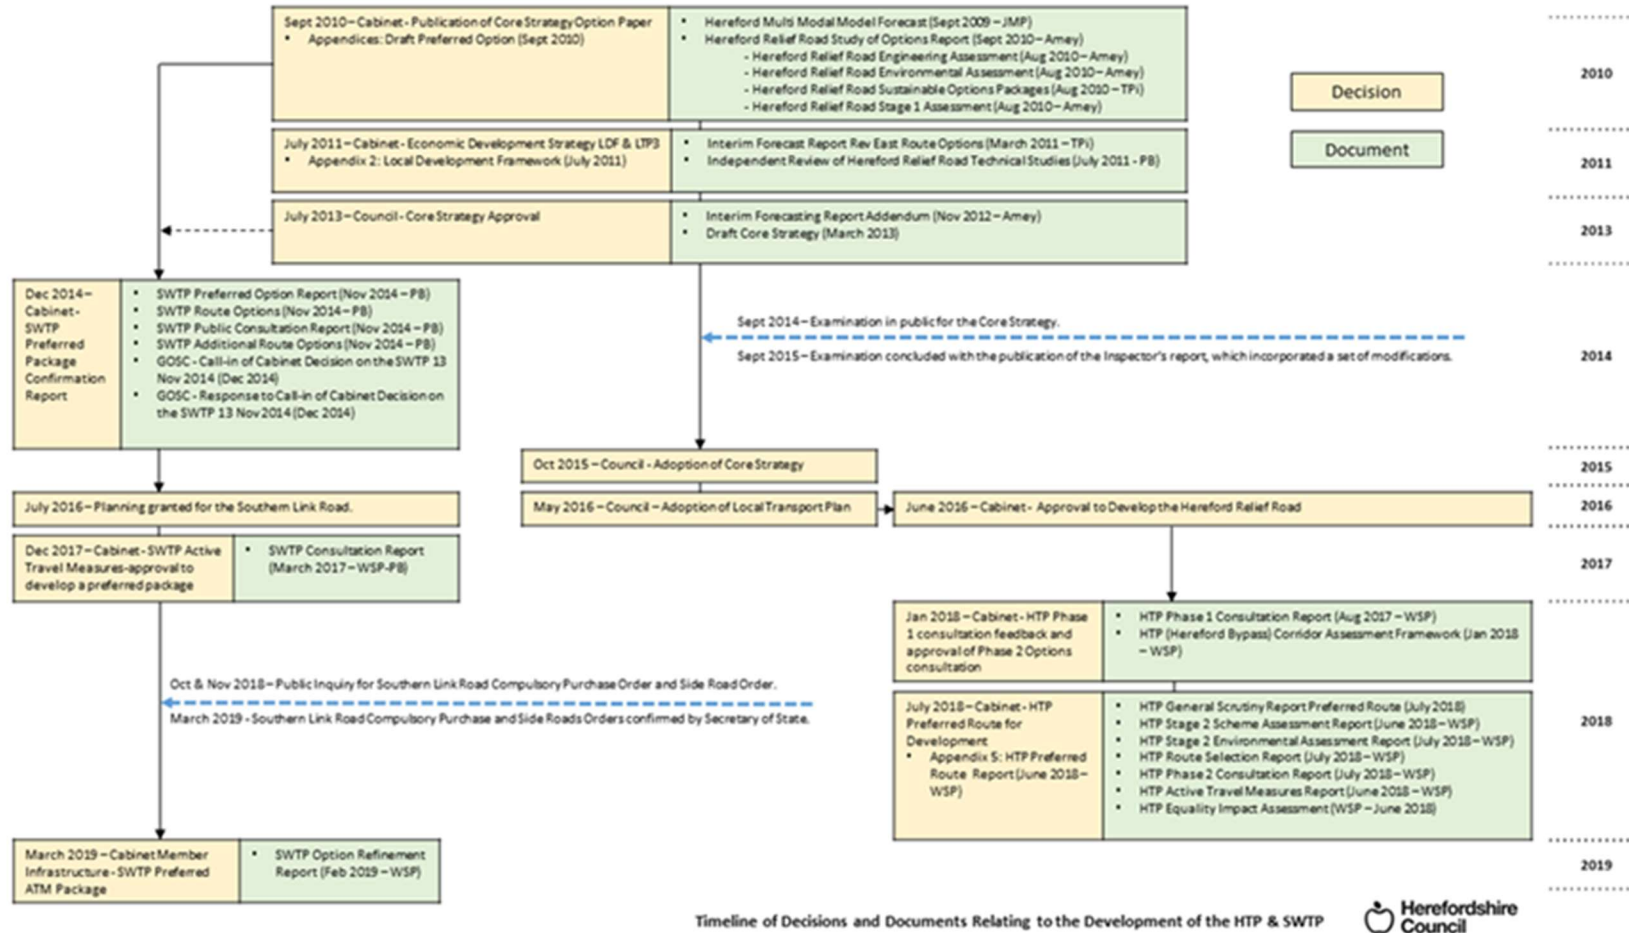 Sept 2010 – Cabinet - Publication of Core Strategy Option Paper
• Appendices: Draft Preferred Option (Sept 2010)
• Hereford Multi Modal Model Forecast (Sept 2009 – JMP)
• Hereford Relief Road Study of Options Report (Sept 2010 – Amey)
- Hereford Relief Road Engineering Assessment (Aug 2010 – Amey)
- Hereford Relief Road Environmental Assessment (Aug 2010 – Amey)
- Hereford Relief Road Sustainable Options Packages (Aug 2010 – TPi)
- Hereford Relief Road Stage 1 Assessment (Aug 2010 – Amey)
Decision
Document
2010
July 2011 – Cabinet - Economic Development Strategy LDF & LTP3
• Appendix 2: Local Development Framework (July 2011)
• Interim Forecast Report Rev East Route Options (March 2011 – TPi)
• Independent Review of Hereford Relief Road Technical Studies (July 2011 - PB)
2011
July 2013 – Council - Core Strategy Approval
• Interim Forecasting Report Addendum (Nov 2012 – Amey)
• Draft Core Strategy (March 2013)
2013
Dec 2014 –
Cabinet -
SWTP
Preferred
Package
Confirmation
Report
• SWTP Preferred Option Report (Nov 2014 – PB)
• SWTP Route Options (Nov 2014 – PB)
• SWTP Public Consultation Report (Nov 2014 – PB)
• SWTP Additional Route Options (Nov 2014 – PB)
• GOSC - Call-in of Cabinet Decision on the SWTP 13
Nov 2014 (Dec 2014)
• GOSC - Response to Call-in of Cabinet Decision on
the SWTP 13 Nov 2014 (Dec 2014)
Sept 2014 – Examination in public for the Core Strategy.
Sept 2015 – Examination concluded with the publication of the Inspector's report, which incorporated a set of modifications.
2014
Oct 2015 – Council - Adoption of Core Strategy
2015
July 2016 – Planning granted for the Southern Link Road.
May 2016 – Council – Adoption of Local Transport Plan
June 2016 – Cabinet - Approval to Develop the Hereford Relief Road
2016
Dec 2017 – Cabinet - SWTP Active
Travel Measures-approval to
develop a preferred package
• SWTP Consultation Report
(March 2017 – WSP-PB)
2017
Jan 2018 – Cabinet - HTP Phase
1 consultation feedback and
approval of Phase 2 Options
consultation
• HTP Phase 1 Consultation Report (Aug 2017 – WSP)
• HTP (Hereford Bypass) Corridor Assessment Framework (Jan 2018
– WSP)
Oct & Nov 2018 – Public Inquiry for Southern Link Road Compulsory Purchase Order and Side Road Order.
March 2019 - Southern Link Road Compulsory Purchase and Side Roads Orders confirmed by Secretary of State.
July 2018 – Cabinet - HTP
Preferred Route for
Development
• Appendix 5: HTP Preferred
Route Report (June 2018 –
WSP)
• HTP General Scrutiny Report Preferred Route (July 2018)
• HTP Stage 2 Scheme Assessment Report (June 2018 – WSP)
• HTP Stage 2 Environmental Assessment Report (July 2018 – WSP)
• HTP Route Selection Report (July 2018 – WSP)
• HTP Phase 2 Consultation Report (July 2018 – WSP)
• HTP Active Travel Measures Report (June 2018 – WSP)
• HTP Equality Impact Assessment (WSP – June 2018)
2018
March 2019 – Cabinet Member
Infrastructure - SWTP Preferred
ATM Package
• SWTP Option Refinement
Report (Feb 2019 – WSP)
2019
Timeline of Decisions and Documents Relating to the Development of the HTP & SWTP
Herefordshire
Council